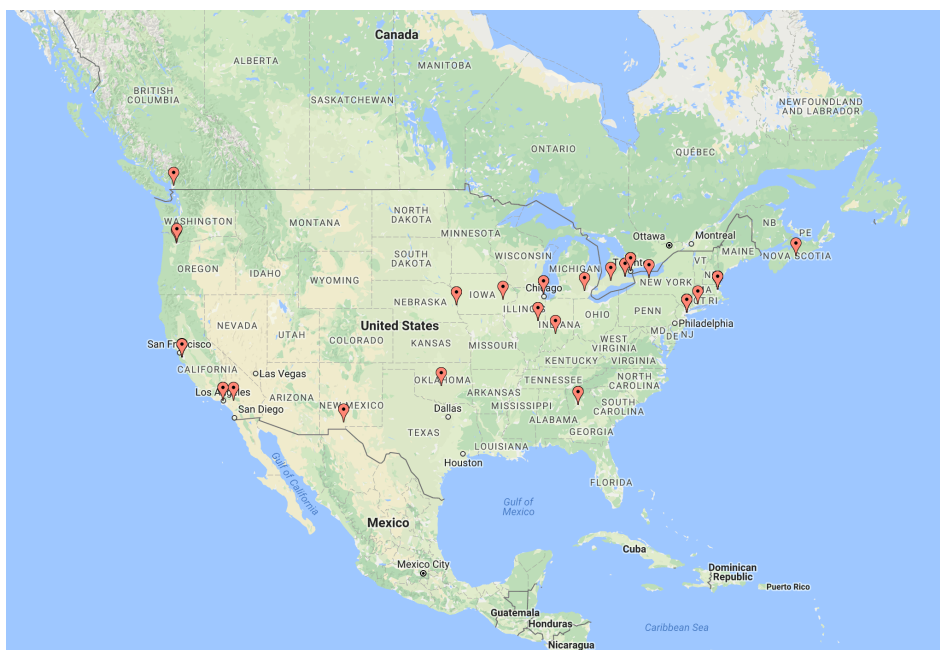 Canada
ALBERTA
MANITOBA
BRITISH
COLUMBIA
SASKATCHEWAN
NEWFOUNDLAND
AND LABRADOR
ONTARIO
QUÉBEC
WASHINGTON
MONTANA
NORTH
DAKOTA
MINNESOTA
Ottawa
Montreal
NB
PE
MAINE
NOVA SCOTIA
OREGON
IDAHO
SOUTH
DAKOTA
WISCONSIN
MICHIGAN
VT
WYOMING
NEW YORK
NEBRASKA
IOWA
Chicago
ILLINOIS
INDIANA
OHIO
PENN
CT RI
Philadelphia
MD
DE
NJ
NEVADA
UTAH
COLORADO
United States
KANSAS
MISSOURI
WEST
VIRGINIA
KENTUCKY
VIRGINIA
San Francisco
CALIFORNIA
Las Vegas
Los Angeles
San Diego
ARIZONA
NEW MEXICO
OKLAHOMA
ARKANSAS
TENNESSEE
NORTH
CAROLINA
SOUTH
CAROLINA
MISSISSIPPI
ALABAMA
GEORGIA
Dallas
TEXAS
LOUISIANA
Houston
FLORIDA
Gulf of California
Gulf of
Mexico
Mexico
Mexico City
Cuba
Dominican
Republic
Puerto Rico
Guatemala
Honduras
Nicaragua
Caribbean Sea